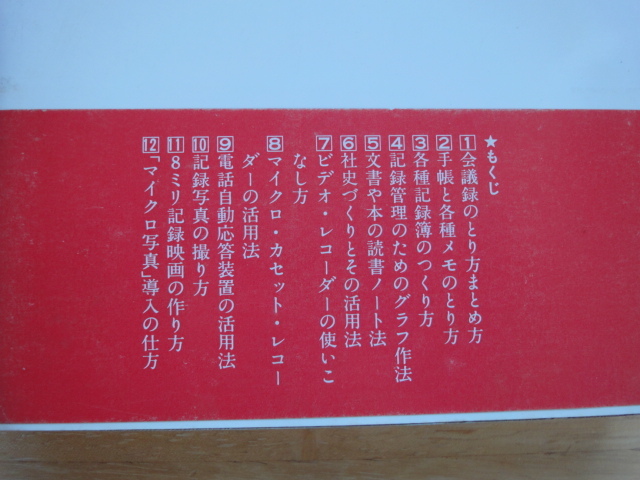 ★もくじ
1会議録のとり方まとめ方
2手帳と各種メモのとり方
3各種記録簿のつくり方
4記録管理のためのグラフ作法
5文書や本の読書ノート法
6社史づくりとその活用法
7ビデオ・レコーダーの使いこ
なし方
8マイクロ・カセット・レコー
ダーの活用法
9電話自動応答装置の活用法
10記録写真の撮り方
118ミリ記録映画の作り方
12「マイクロ写真」導入の仕方